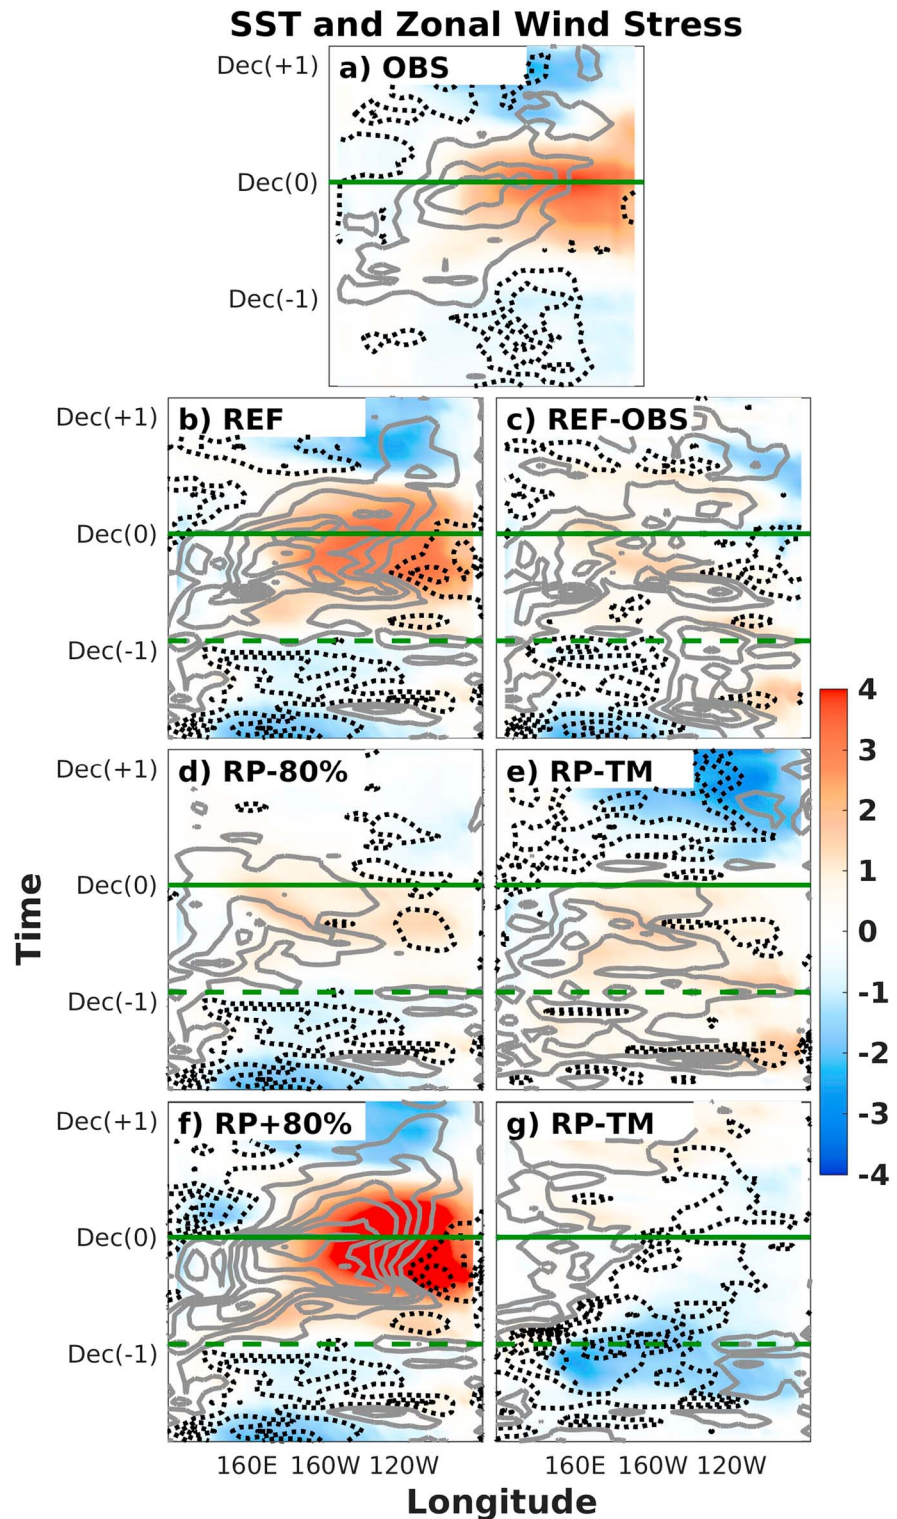 SST and Zonal Wind Stress
Dec(+1)
a) OBS
Dec(0)
Dec(-1)
Dec(+1)
b) REF
c) REF-OBS
Dec(0)
Dec(-1)
4
3
2
1
0
-1
-2
-3
-4
Dec(+1)
d) RP-80%
e) RP-TM
Dec(0)
Dec(-1)
Time
Dec(+1)
f) RP+80%
g) RP-TM
Dec(0)
Dec(-1)
160E 160W 120W
160E 160W 120W
Longitude